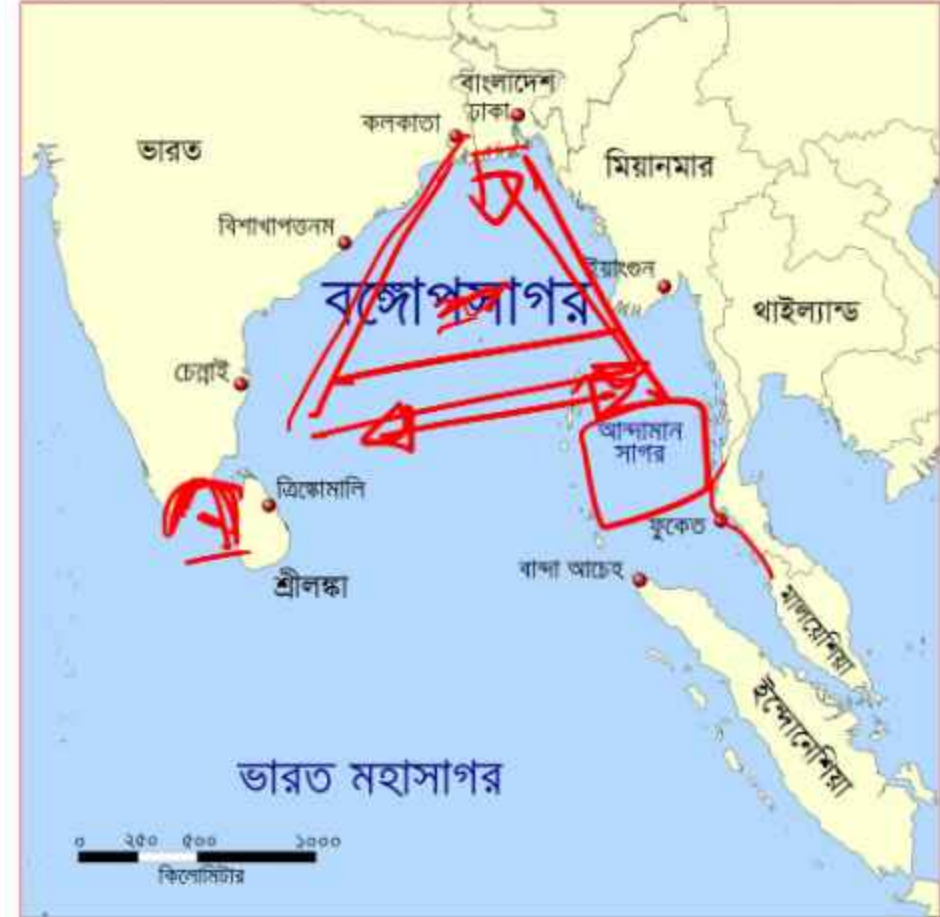 বাংলাদেশ
ঢাকা
কলকাতা
ভারত
মিয়ানমার
বিশাখাপত্তনম
ইয়াংগুন
বঙ্গোপসাগর
থাইল্যান্ড
চেন্নাই
আন্দামান
সাগর
ত্রিঙ্কোমালি
ফুকেত
বান্দা আচেহ
শ্রীলঙ্কা
মালয়েশিয়া
ইন্দোনেশিয়া
ভারত মহাসাগর
০ ২৫০ ৫০০ ১০০০
কিলোমিটার